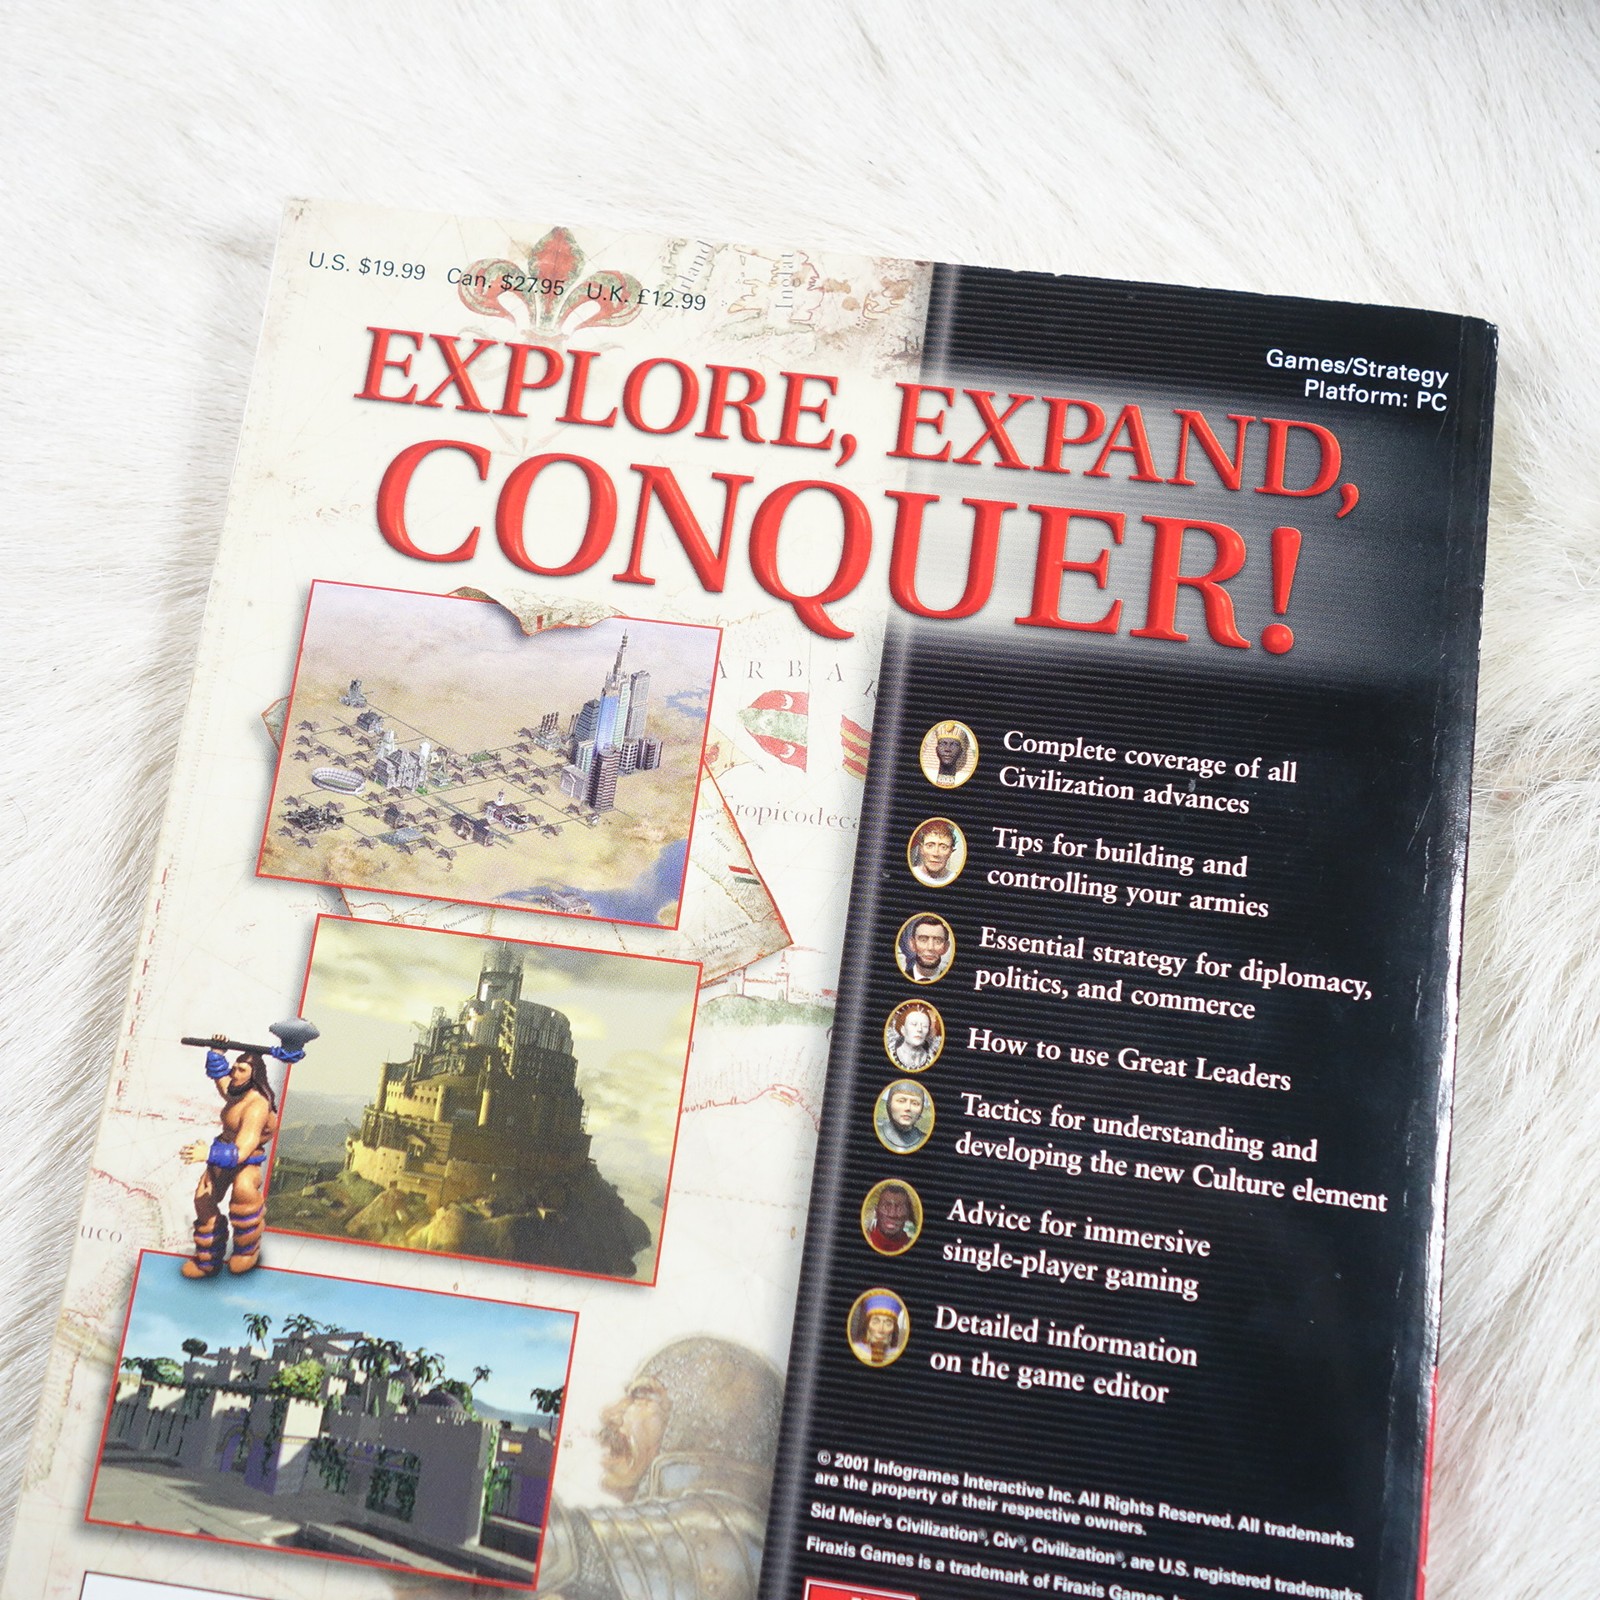 U.S. $19.99 Can. $27.95 U.K. £12.99
Games/Strategy
Platform: PC
EXPLORE, EXPAND,
CONQUER!
Complete coverage of all
Civilization advances
Tips for building and
controlling your armies
Essential strategy for diplomacy,
politics, and commerce
How to use Great Leaders
Tactics for understanding and
developing the new Culture element
Advice for immersive
single-player gaming
Detailed information
on the game editor
© 2001 Infogrames Interactive Inc. All Rights Reserved. All trademarks
are the property of their respective owners.
Sid Meier's Civilization®, Civ®, Civilization®, are U.S. registered trademarks
Firaxis Games is a trademark of Firaxis Games,